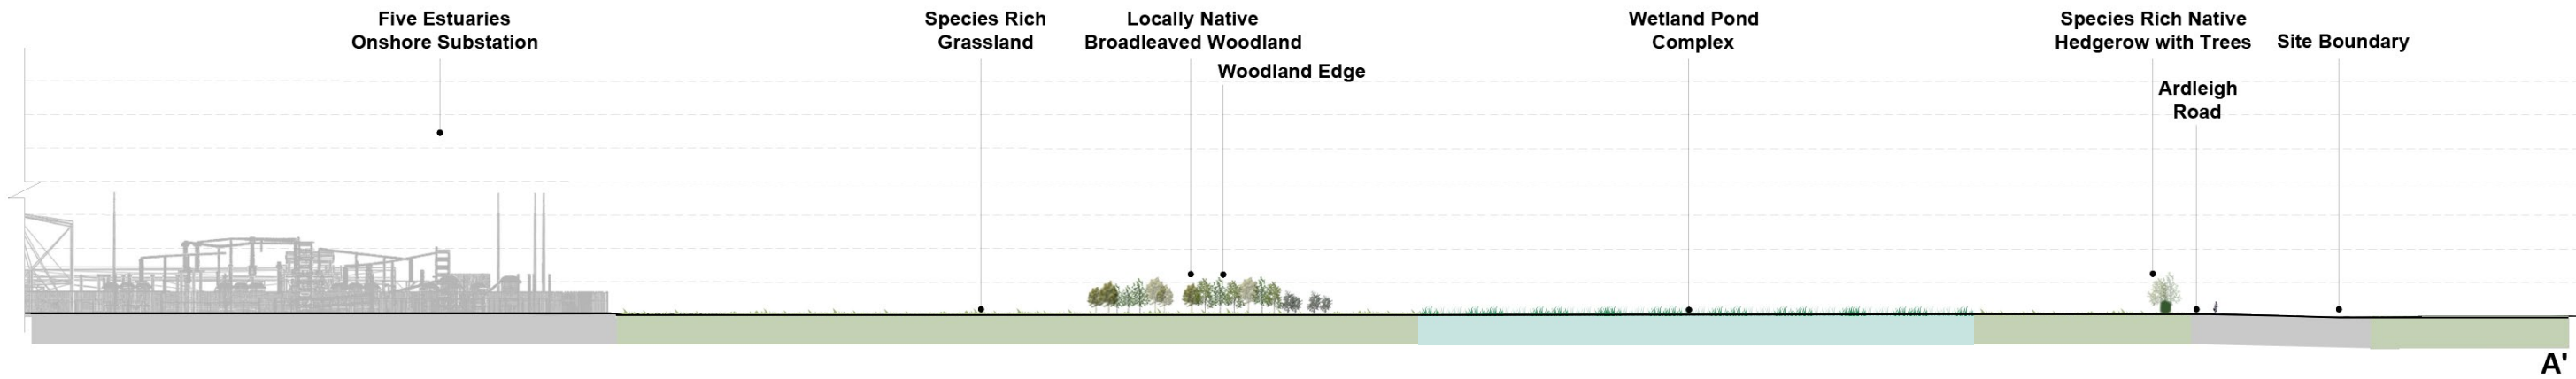 Five Estuaries
Onshore Substation
Species Rich
Grassland
Locally Native
Broadleaved Woodland
Woodland Edge
Wetland Pond
Complex
Species Rich Native
Hedgerow with Trees
Ardleigh
Road
Site Boundary
A'